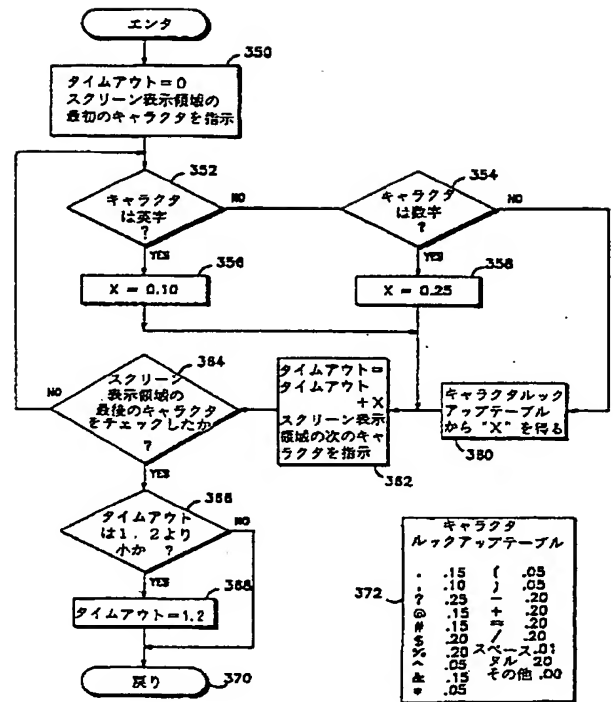 エンタ
350
タイムアウト=0
スクリーン表示領域の
最初のキャラクタを指示
352
キャラクタ
は英字
?
NO
YES
354
キャラクタ
は数字
?
NO
YES
356
X = 0.10
358
X = 0.25
364
スクリーン
表示領域の
最後のキャラクタ
をチェックしたか
?
NO
YES
タイムアウト=
タイムアウト
+X
スクリーン表示
領域の次のキャ
ラクタを指示
362
キャラクタルック
アップテーブル
から "X" を得る
360
366
タイムアウト
は1.2より
小か ?
NO
YES
368
タイムアウト=1.2
戻り
370
372
キャラクタ
ルックアップテーブル
. .15 ( .05
, .10 ) .05
? .25 − .20
@ .15 + .20
# .15 = .20
$ .20 / .20
% .20 スペース .01
^ .05 ヌル .20
& .15 その他 .00
* .05